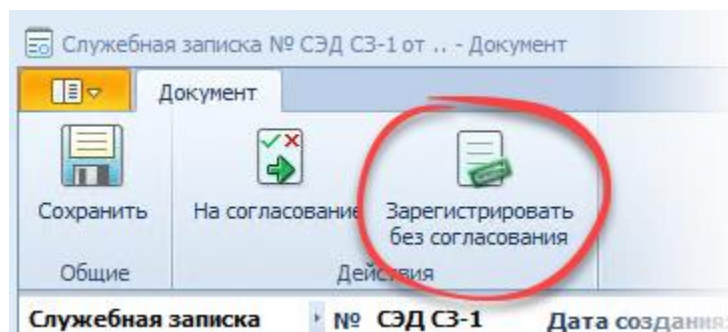 Служебная записка № СЭД СЗ-1 от .. - Документ
Документ
Сохранить
На согласование
Зарегистрировать
без согласования
Общие
Действия
Служебная записка № СЭД СЗ-1 Дата создания: